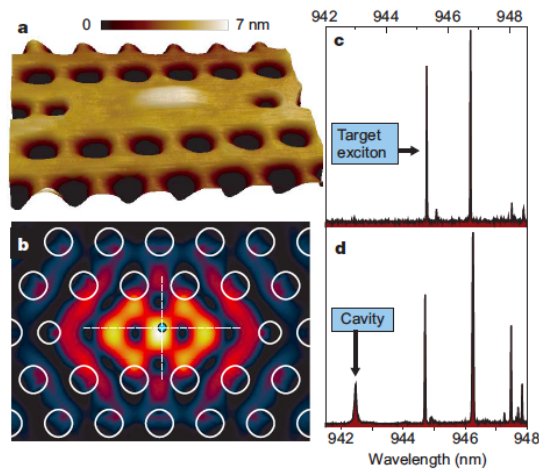 a
0
7 nm
942
944
946
948
c
Target
exciton
b
d
Cavity
942
944
946
948
Wavelength (nm)